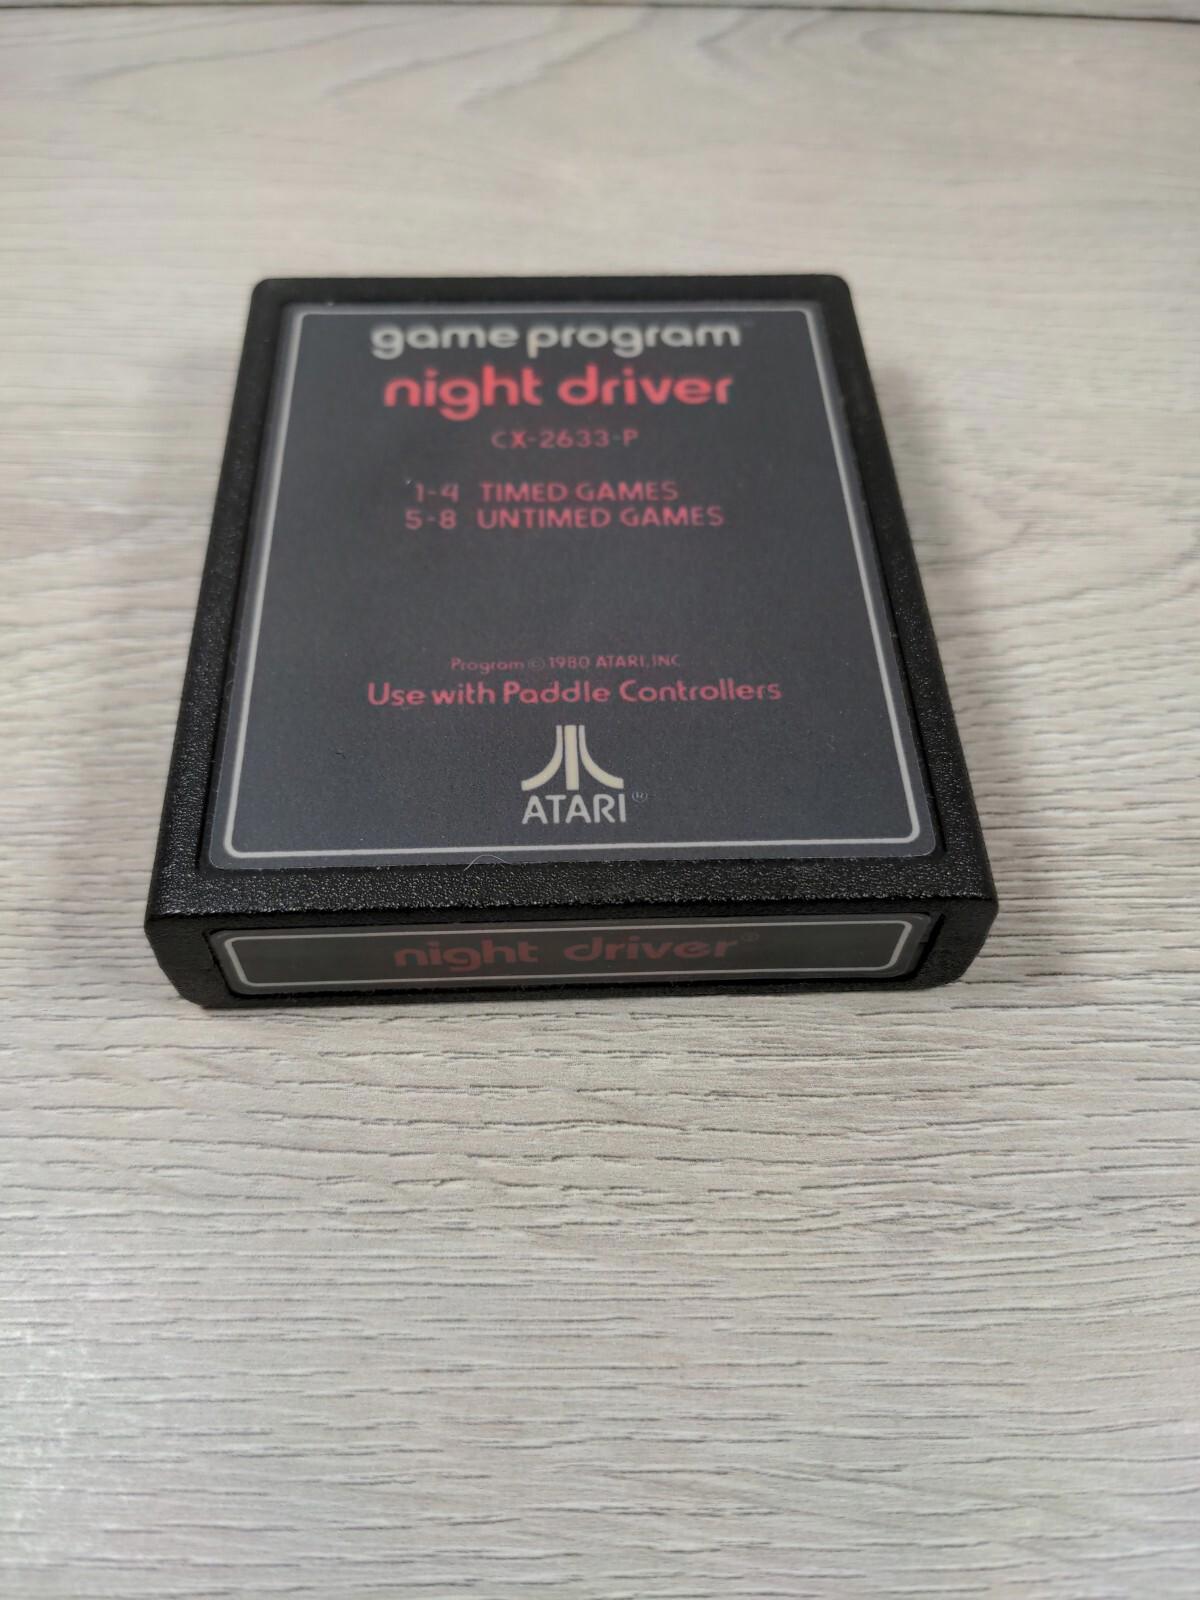 game program™
night driver
CX-2633-P
1-4 TIMED GAMES
5-8 UNTIMED GAMES
Program © 1980 ATARI, INC
Use with Paddle Controllers
ATARI®
night driver®